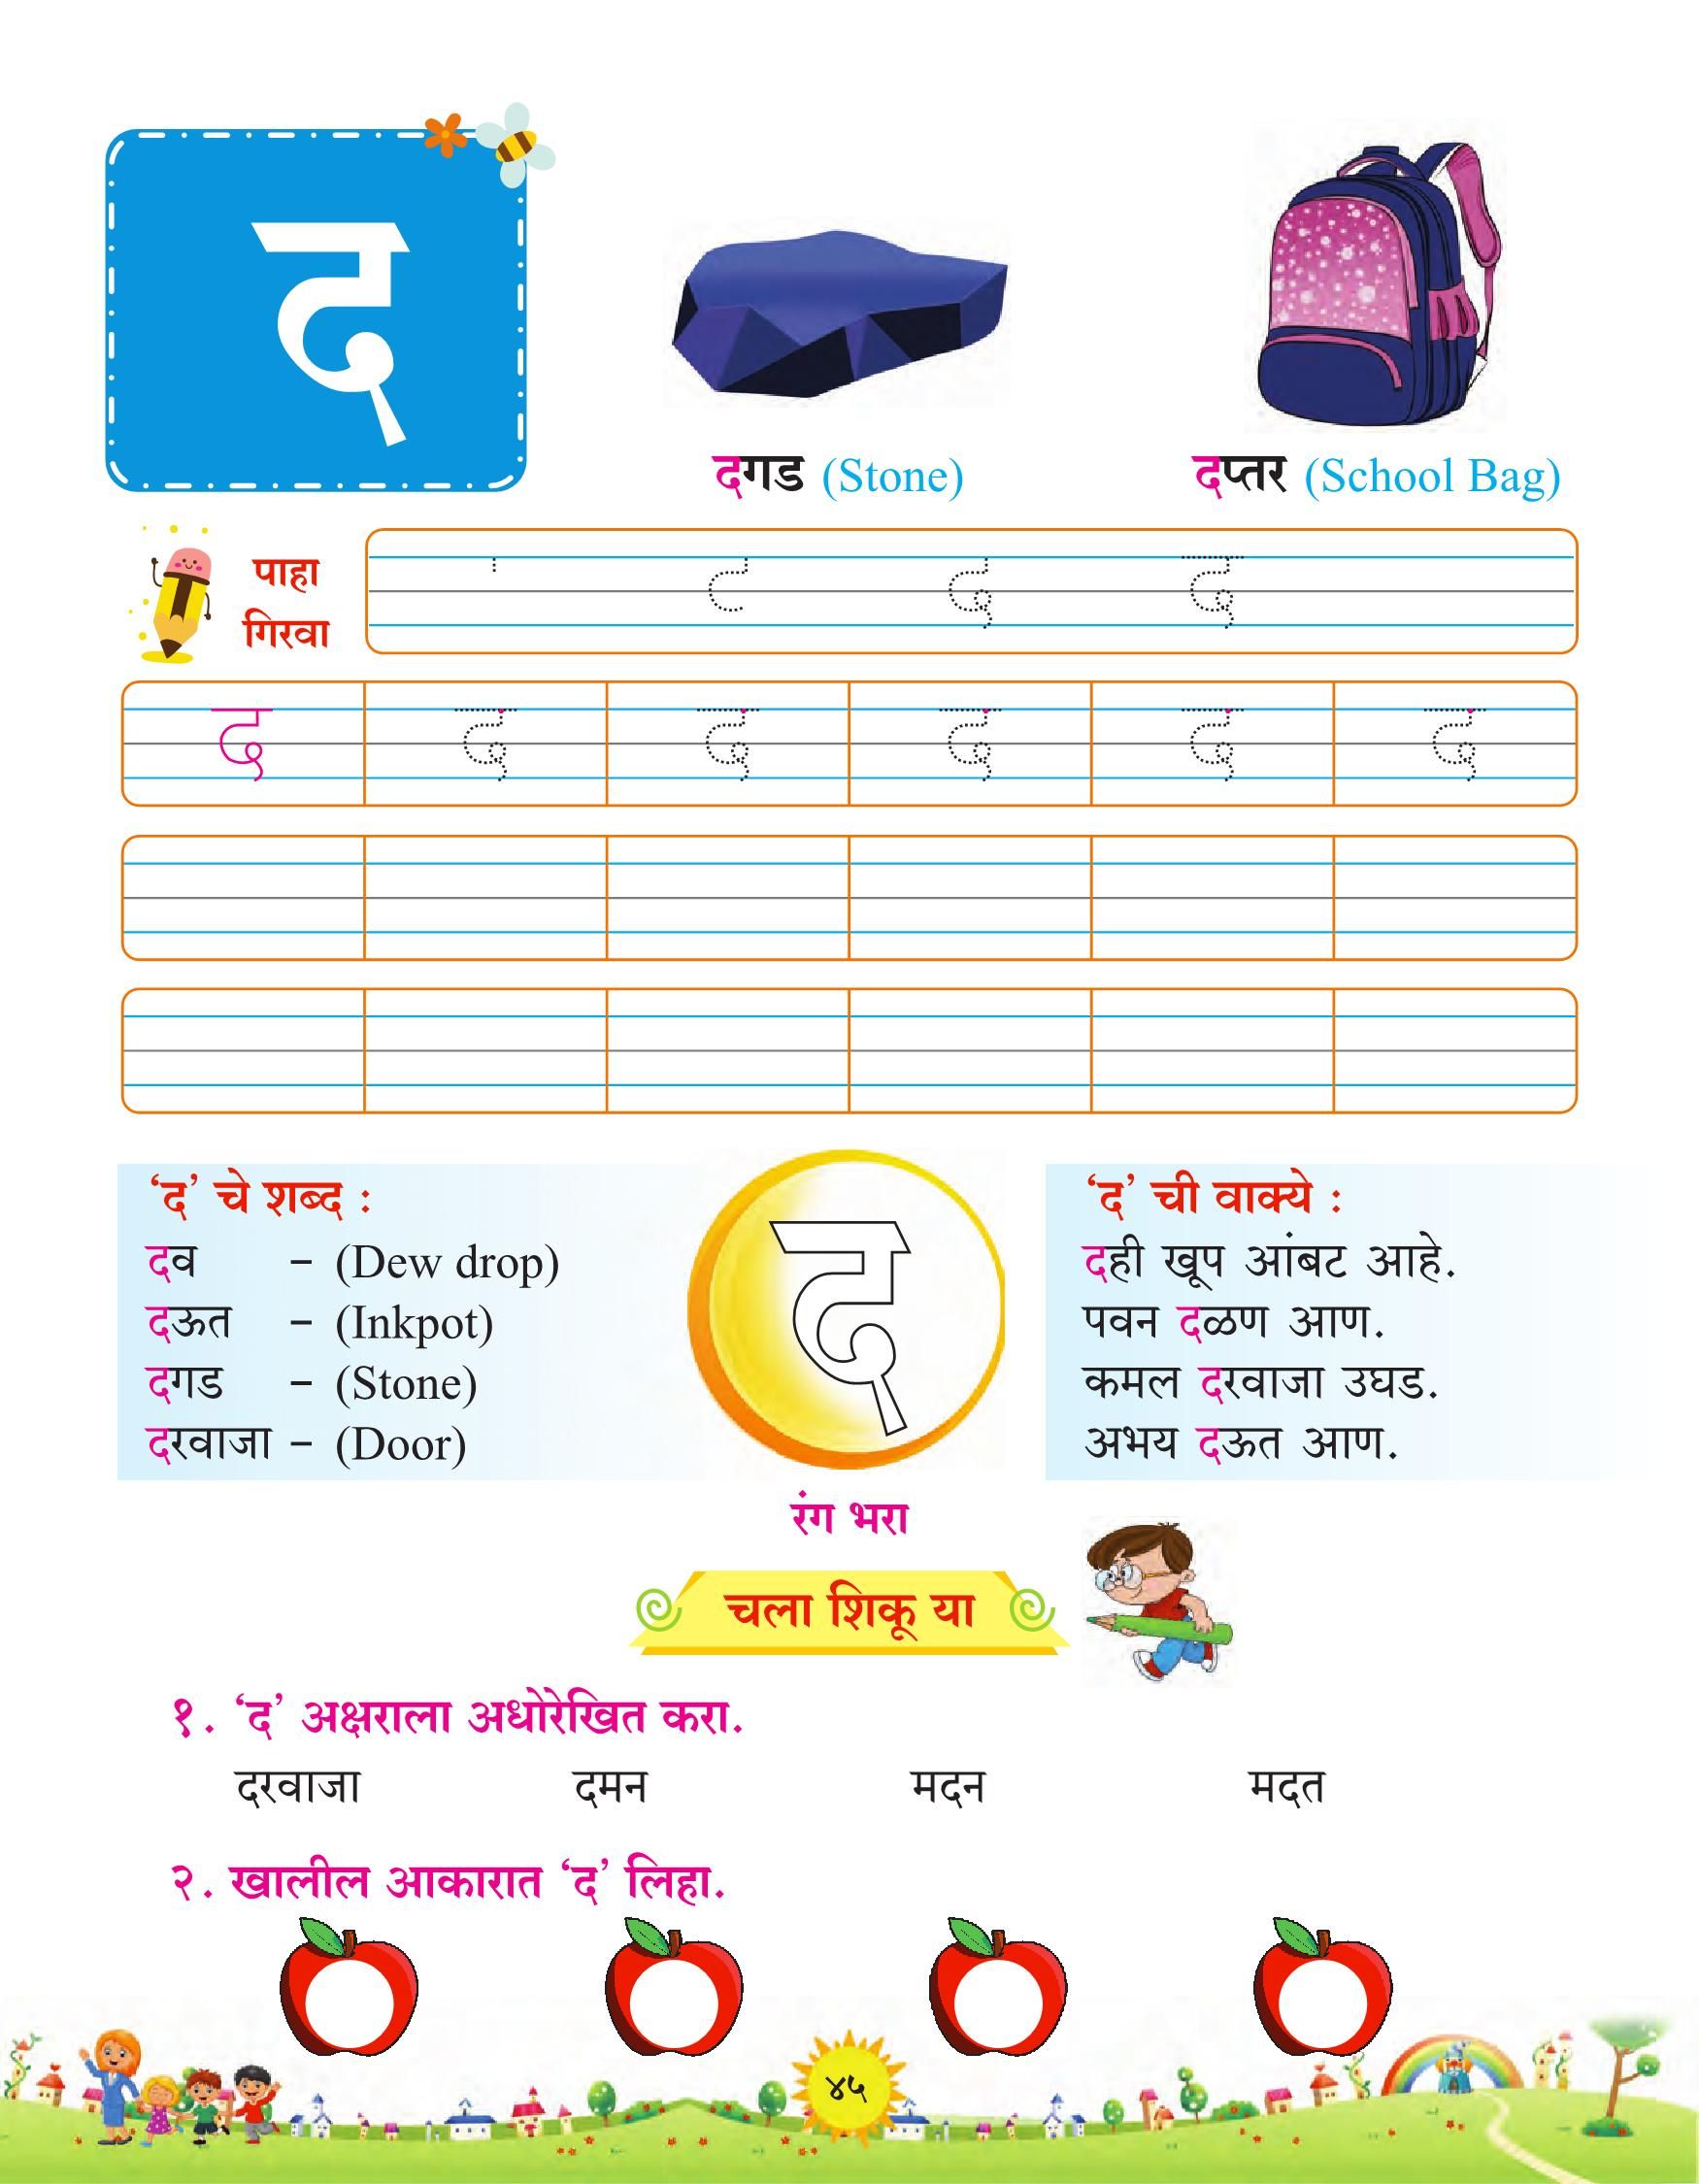 द
दगड (Stone)
दप्तर (School Bag)
पाहा
गिरवा
द
द द द द द द
‘द’ चे शब्द :
दव – (Dew drop)
दऊत – (Inkpot)
दगड – (Stone)
दरवाजा – (Door)
द
रंग भरा
‘द’ ची वाक्ये :
दही खूप आंबट आहे.
पवन दळण आण.
कमल दरवाजा उघड.
अभय दऊत आण.
चला शिकू या
१. ‘द’ अक्षराला अधोरेखित करा.
दरवाजा दमन मदन मदत
२. खालील आकारात ‘द’ लिहा.
४५